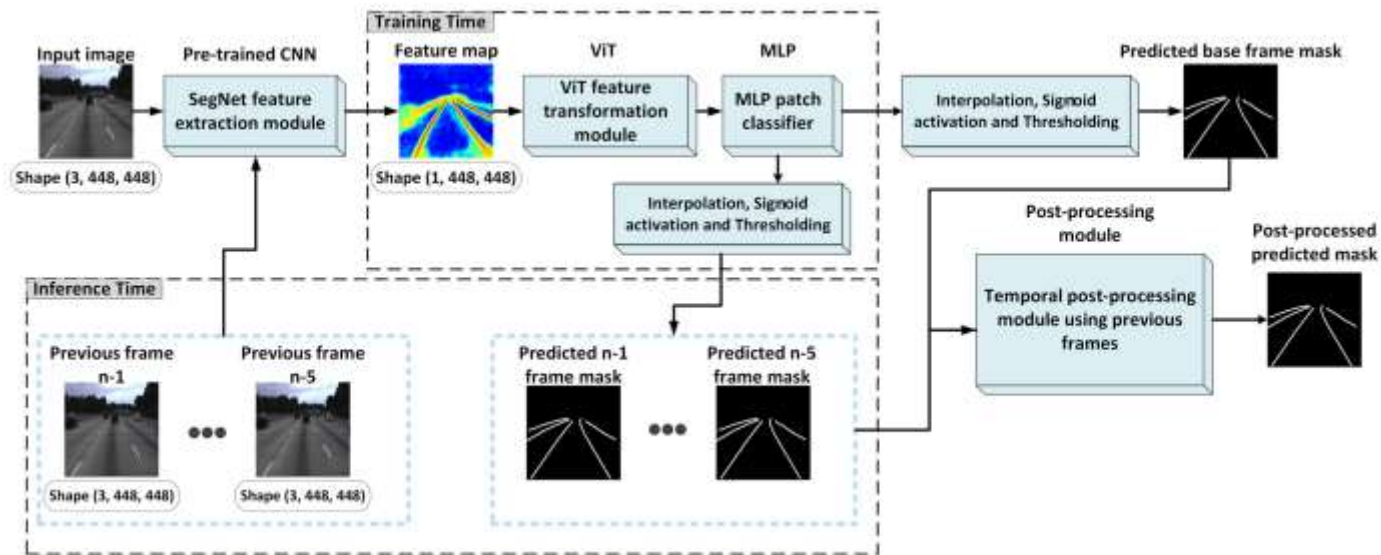 Training Time
Input image
Pre-trained CNN
Feature map
ViT
MLP
Predicted base frame mask
SegNet feature
extraction module
ViT feature
transformation
module
MLP patch
classifier
Interpolation, Signoid
activation and Thresholding
Shape (3, 448, 448)
Shape (1, 448, 448)
Interpolation, Signoid
activation and Thresholding
Post-processing
module
Post-processed
predicted mask
Temporal post-processing
module using previous
frames
Inference Time
Previous frame
n-1
Previous frame
n-5
Predicted n-1
frame mask
Predicted n-5
frame mask
Shape (3, 448, 448)
Shape (3, 448, 448)